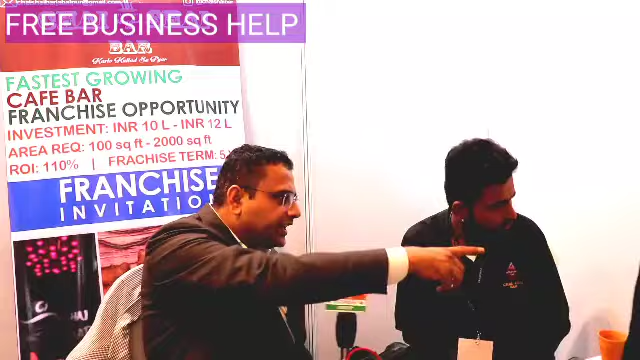 FREE BUSINESS HELP
BAR
FASTEST GROWING
CAFE BAR
FRANCHISE OPPORTUNITY
INVESTMENT: INR 10 L - INR 12 L
AREA REQ: 100 sq ft - 2000 sq ft
ROI: 110% | FRACHISE TERM: 5
FRANCHISE
INVITATION